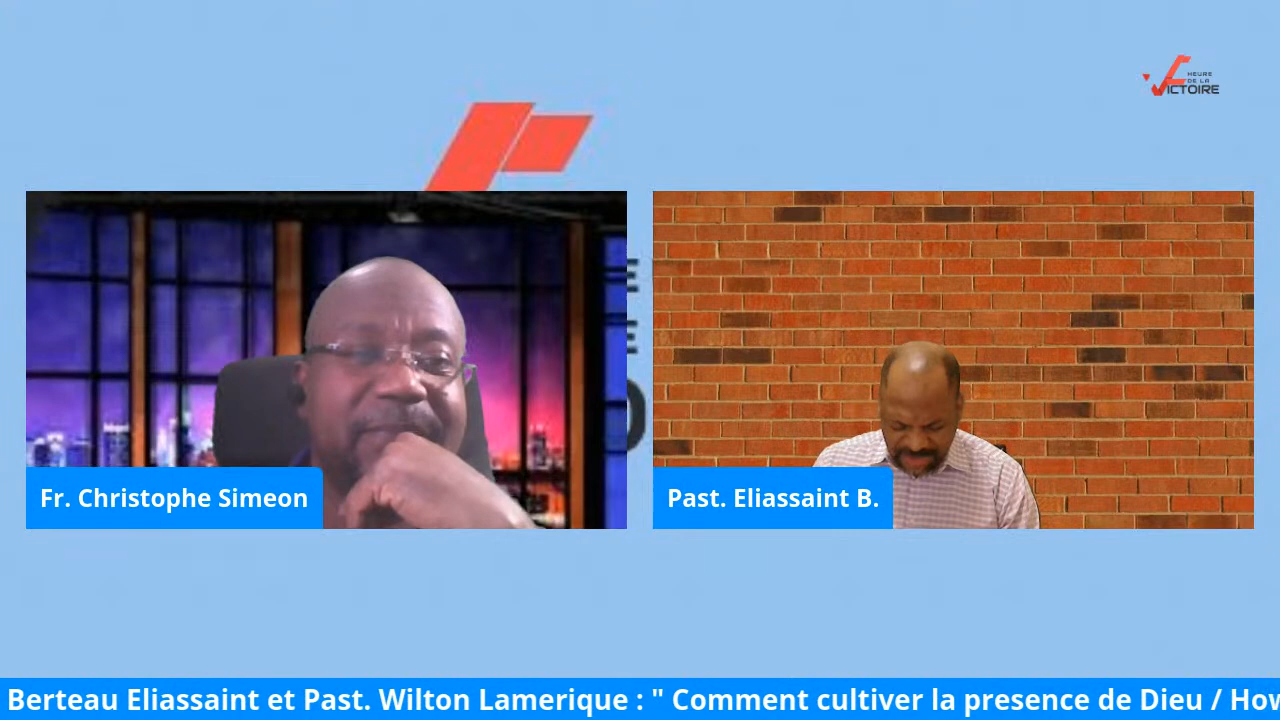 HEURE
DE LA
VICTOIRE
E
E
O
Fr. Christophe Simeon
Past. Eliassaint B.
Berteau Eliassaint et Past. Wilton Lamerique : " Comment cultiver la presence de Dieu / How